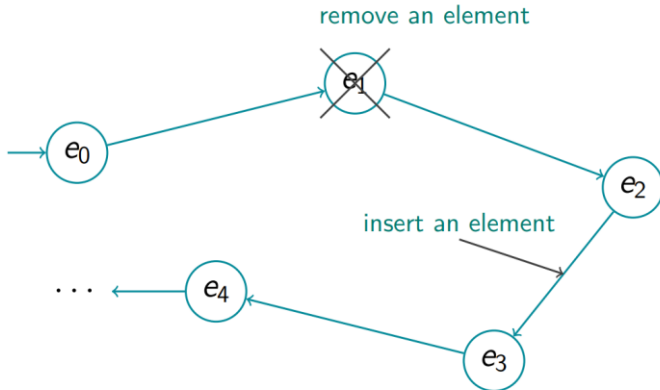 remove an element
e1
e0
e2
insert an element
e4
...
e3